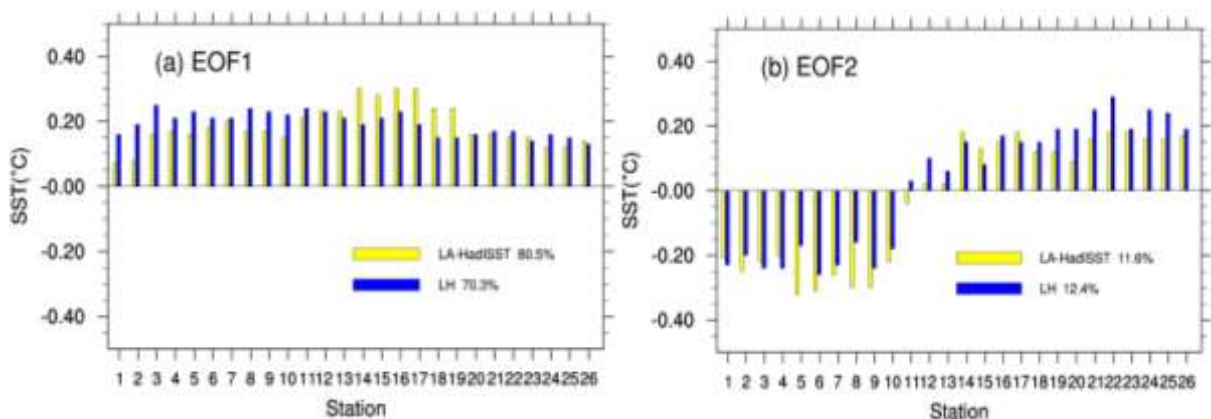 (a) EOF1
0.40
0.20
-0.00
-0.20
-0.40
SST(°C)
LA-HadISST 80.5%
LH 70.3%
1 2 3 4 5 6 7 8 9 10 11 12 13 14 15 16 17 18 19 20 21 22 23 24 25 26
Station
(b) EOF2
0.40
0.20
-0.00
-0.20
-0.40
SST(°C)
LA-HadISST 11.6%
LH 12.4%
1 2 3 4 5 6 7 8 9 10 11 12 13 14 15 16 17 18 19 20 21 22 23 24 25 26
Station